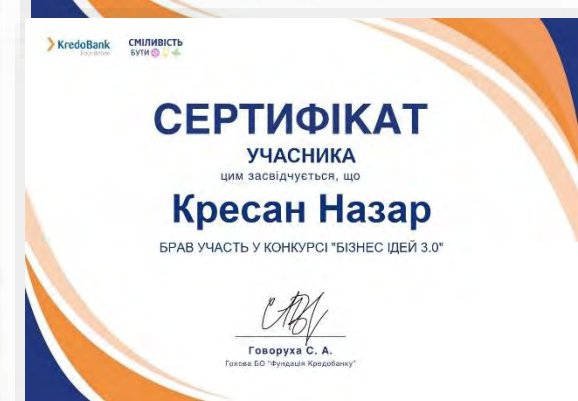 KredoBank
Foundation
СМІЛИВІСТЬ
БУТИ
СЕРТИФІКАТ
УЧАСНИКА
цим засвідчується, що
Кресан Назар
БРАВ УЧАСТЬ У КОНКУРСІ "БІЗНЕС ІДЕЙ 3.0"
Говоруха С. А.
Голова БО "Фундація Кредобанку"